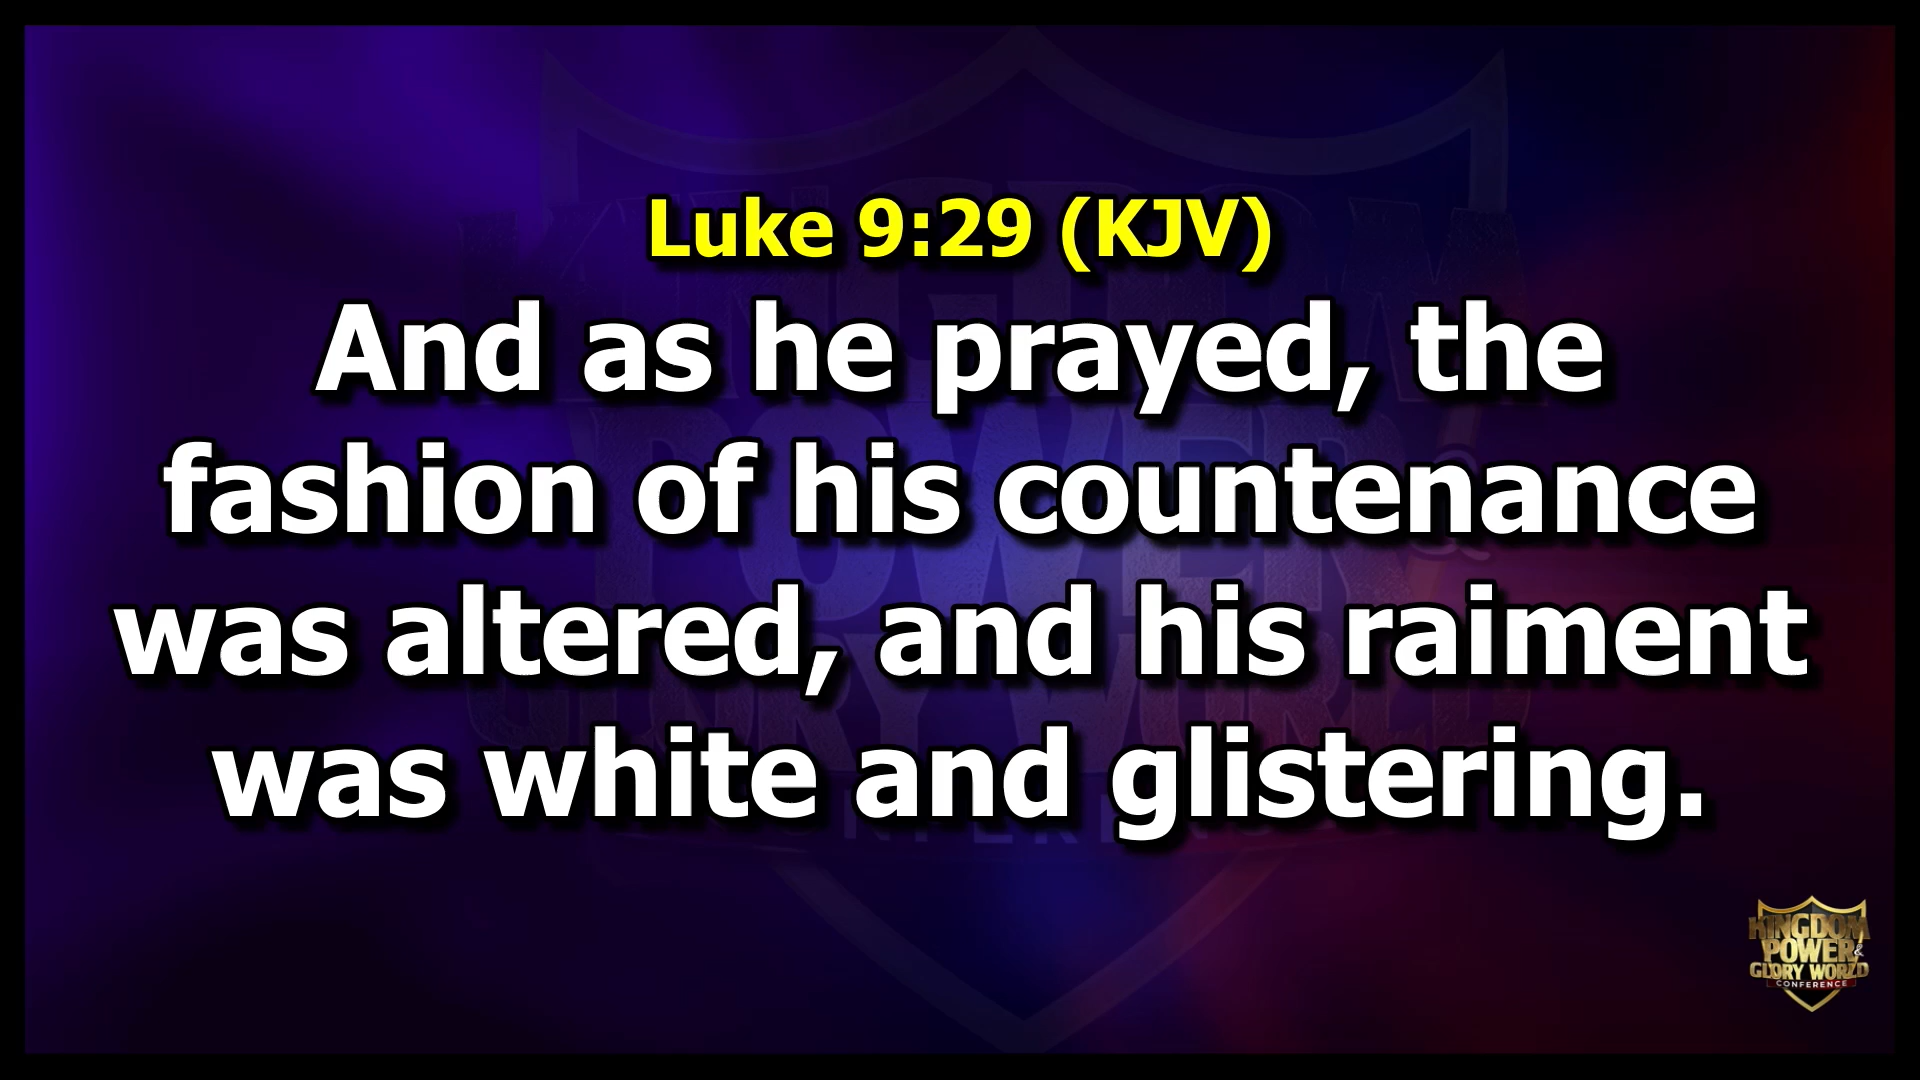 Luke 9:29 (KJV)
And as he prayed, the
fashion of his countenance
was altered, and his raiment
was white and glistering.
KINGDOM
POWER &
GLORY WORLD
CONFERENCE